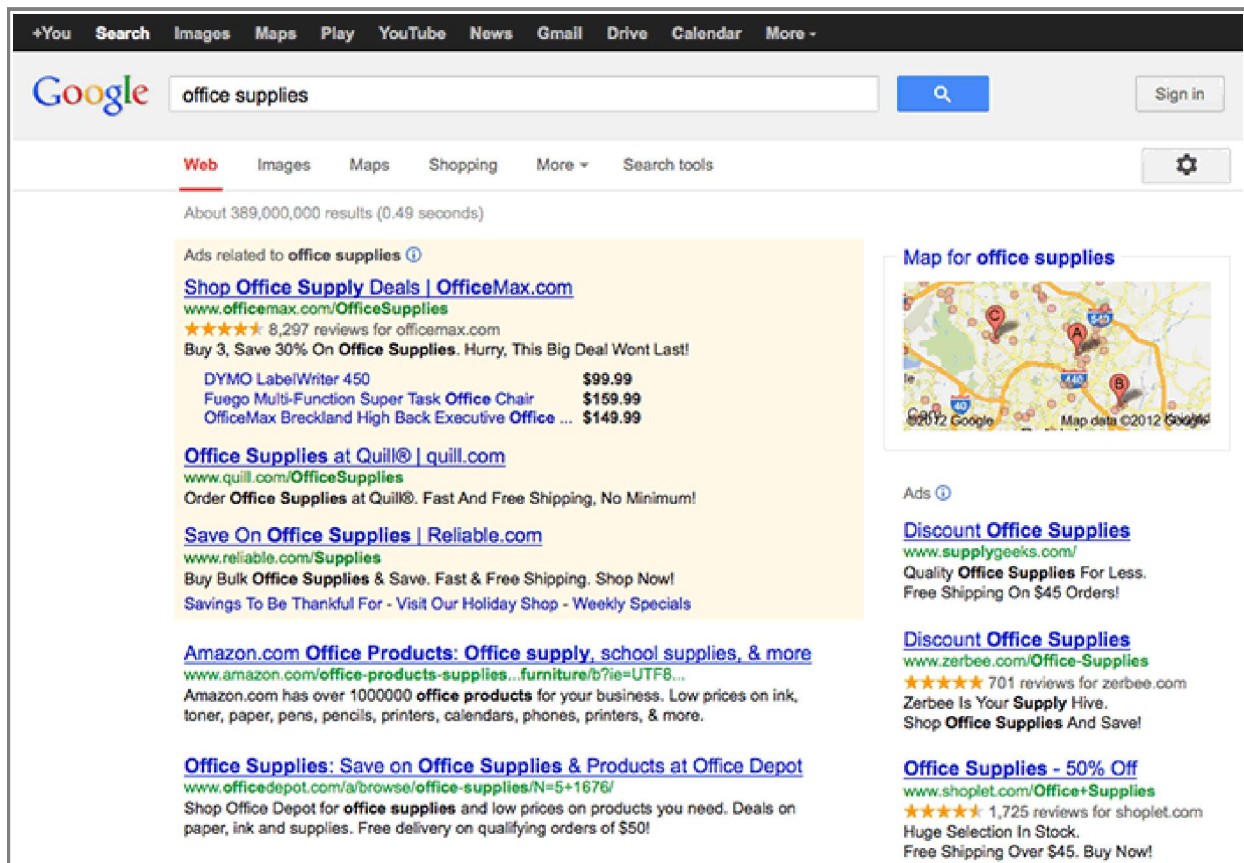 +You Search Images Maps Play YouTube News Gmail Drive Calendar More
Google office supplies Sign in
Web Images Maps Shopping More Search tools
About 389,000,000 results (0.49 seconds)
Ads related to office supplies
Shop Office Supply Deals | OfficeMax.com
www.officemax.com/OfficeSupplies
8,297 reviews for officemax.com
Buy 3, Save 30% On Office Supplies. Hurry, This Big Deal Wont Last!
DYMO LabelWriter 450 $99.99
Fuego Multi-Function Super Task Office Chair $159.99
OfficeMax Breckland High Back Executive Office ... $149.99
Office Supplies at Quill® | quill.com
www.quill.com/OfficeSupplies
Order Office Supplies at Quill®. Fast And Free Shipping, No Minimum!
Save On Office Supplies | Reliable.com
www.reliable.com/Supplies
Buy Bulk Office Supplies & Save. Fast & Free Shipping. Shop Now!
Savings To Be Thankful For - Visit Our Holiday Shop - Weekly Specials
Amazon.com Office Products: Office supply, school supplies, & more
www.amazon.com/office-products-supplies...furniture/b?ie=UTF8...
Amazon.com has over 1000000 office products for your business. Low prices on ink,
toner, paper, pens, pencils, printers, calendars, phones, printers, & more.
Office Supplies: Save on Office Supplies & Products at Office Depot
www.officedepot.com/a/browse/office-supplies/N=5+1676/
Shop Office Depot for office supplies and low prices on products you need. Deals on
paper, ink and supplies. Free delivery on qualifying orders of $50!
Map for office supplies
C
A
B
540
440
40
©2012 Google Map data ©2012 Google
Ads
Discount Office Supplies
www.supplygeeks.com/
Quality Office Supplies For Less.
Free Shipping On $45 Orders!
Discount Office Supplies
www.zerbee.com/Office-Supplies
701 reviews for zerbee.com
Zerbee Is Your Supply Hive.
Shop Office Supplies And Save!
Office Supplies - 50% Off
www.shoplet.com/Office+Supplies
1,725 reviews for shoplet.com
Huge Selection In Stock.
Free Shipping Over $45. Buy Now!